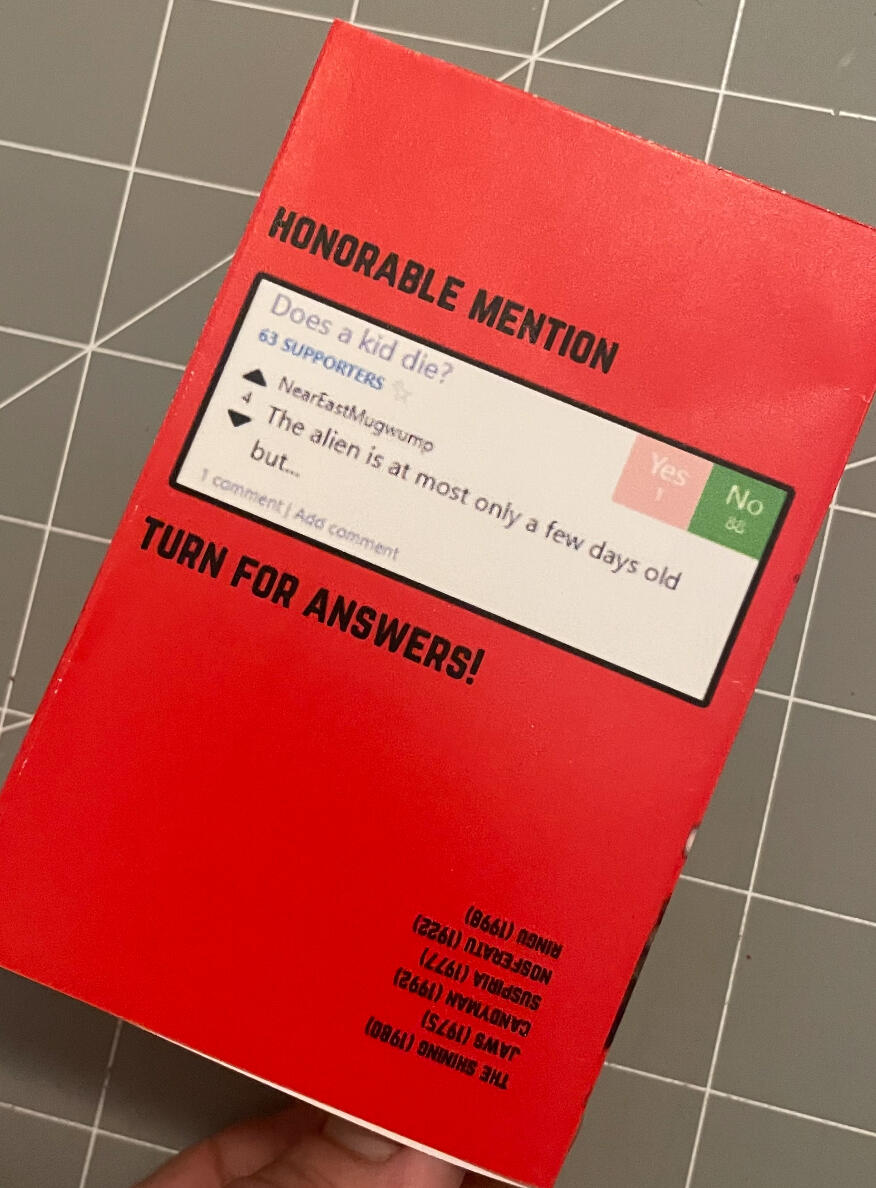 HONORABLE MENTION
Does a kid die?
63 SUPPORTERS
Yes
1
No
88
4
NearEastMugwump
The alien is at most only a few days old
but...
1 comment | Add comment
TURN FOR ANSWERS!
THE SHINING (1980)
JAWS (1975)
CANDYMAN (1992)
SUSPIRIA (1977)
NOSFERATU (1922)
RINGU (1998)